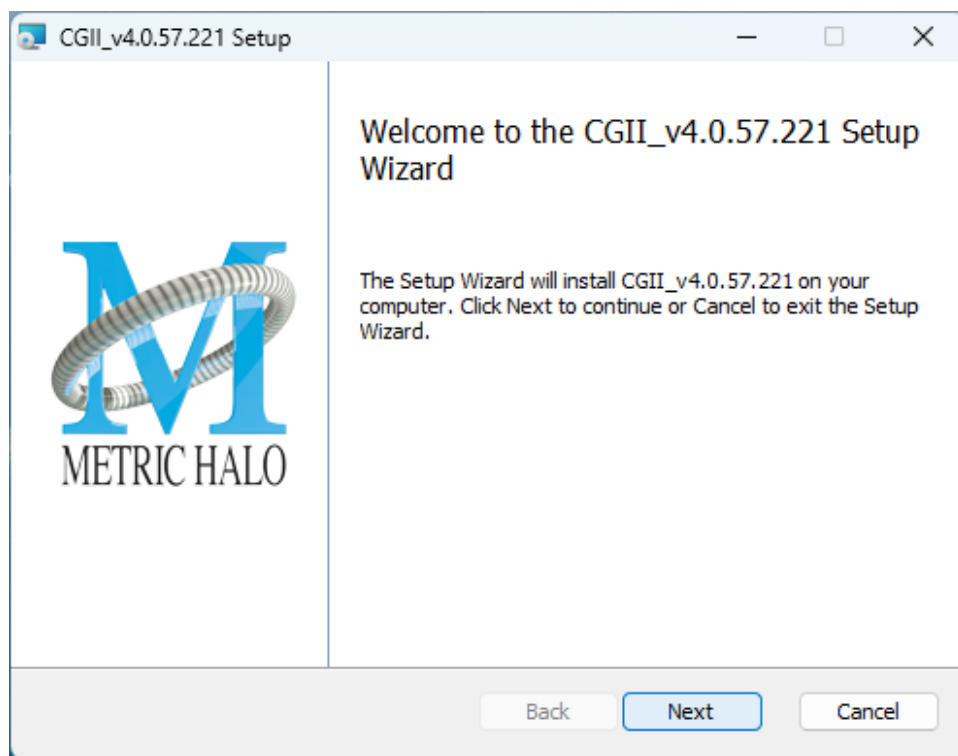 CGII_v4.0.57.221 Setup
Welcome to the CGII_v4.0.57.221 Setup
Wizard
The Setup Wizard will install CGII_v4.0.57.221 on your
computer. Click Next to continue or Cancel to exit the Setup
Wizard.
METRIC HALO
Back Next Cancel